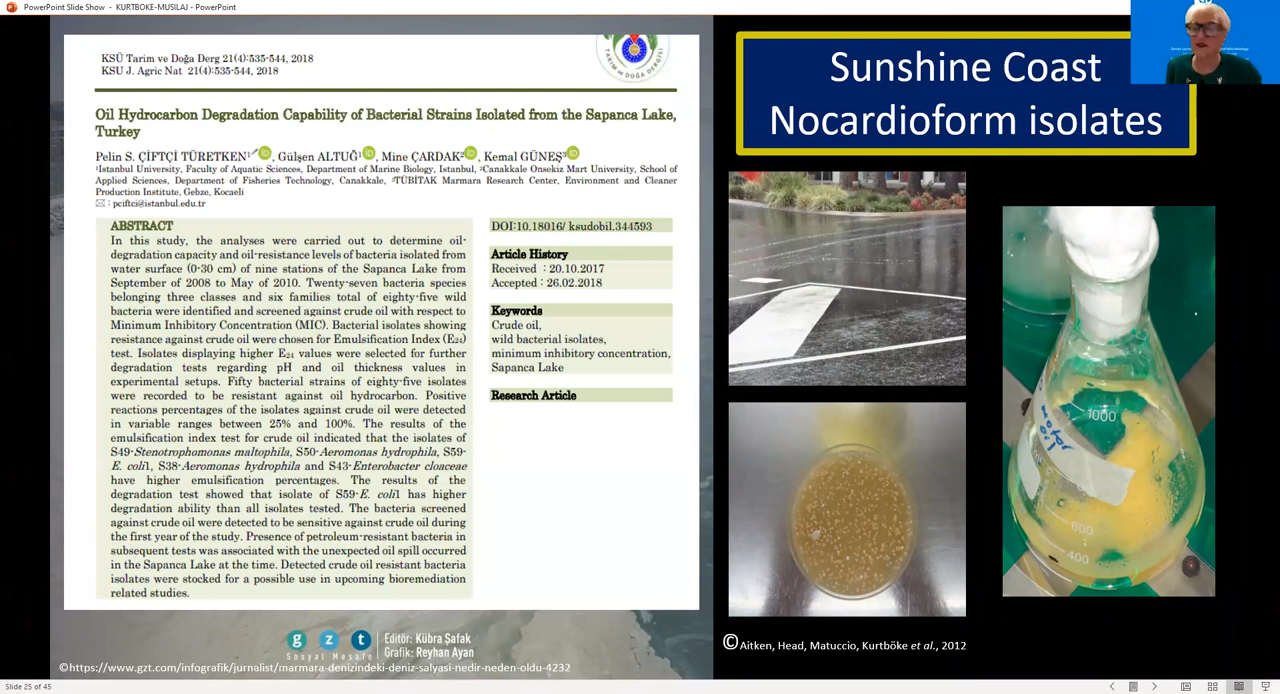 PowerPoint Slide Show - KURTBOKE-MUSILAJ - PowerPoint
KSÜ Tarim ve Doğa Derg 21(4):535-544, 2018
KSU J. Agric Nat 21(4):535-544, 2018
Oil Hydrocarbon Degradation Capability of Bacterial Strains Isolated from the Sapanca Lake,
Turkey
Pelin S. ÇİFTÇİ TÜRETKEN¹, Gülşen ALTUĞ¹, Mine ÇARDAK², Kemal GÜNEŞ³
¹Istanbul University, Faculty of Aquatic Sciences, Department of Marine Biology, Istanbul, ²Canakkale Onsekiz Mart University, School of
Applied Sciences, Department of Fisheries Technology, Canakkale, ³TÜBİTAK Marmara Research Center, Environment and Cleaner
Production Institute, Gebze, Kocaeli
✉ : pciftci@istanbul.edu.tr
ABSTRACT
In this study, the analyses were carried out to determine oil-
degradation capacity and oil-resistance levels of bacteria isolated from
water surface (0-30 cm) of nine stations of the Sapanca Lake from
September of 2008 to May of 2010. Twenty-seven bacteria species
belonging three classes and six families total of eighty-five wild
bacteria were identified and screened against crude oil with respect to
Minimum Inhibitory Concentration (MIC). Bacterial isolates showing
resistance against crude oil were chosen for Emulsification Index (E₂₄)
test. Isolates displaying higher E₂₄ values were selected for further
degradation tests regarding pH and oil thickness values in
experimental setups. Fifty bacterial strains of eighty-five isolates
were recorded to be resistant against oil hydrocarbon. Positive
reactions percentages of the isolates against crude oil were detected
in variable ranges between 25% and 100%. The results of the
emulsification index test for crude oil indicated that the isolates of
S49-Stenotrophomonas maltophila, S50-Aeromonas hydrophila, S59-
E. coli1, S38-Aeromonas hydrophila and S43-Enterobacter cloaceae
have higher emulsification percentages. The results of the
degradation test showed that isolate of S59-E. coli1 has higher
degradation ability than all isolates tested. The bacteria screened
against crude oil were detected to be sensitive against crude oil during
the first year of the study. Presence of petroleum-resistant bacteria in
subsequent tests was associated with the unexpected oil spill occurred
in the Sapanca Lake at the time. Detected crude oil resistant bacteria
isolates were stocked for a possible use in upcoming bioremediation
related studies.
DOI:10.18016/ ksudobil.344593
Article History
Received : 20.10.2017
Accepted : 26.02.2018
Keywords
Crude oil,
wild bacterial isolates,
minimum inhibitory concentration,
Sapanca Lake
Research Article
g z t
Sosyal Mesafe
Editör: Kübra Şafak
Grafik: Reyhan Ayan
©https://www.gzt.com/infografik/jurnalist/marmara-denizindeki-deniz-salyasi-nedir-neden-oldu-4232
Sunshine Coast
Nocardioform isolates
1000
600
400
©Aitken, Head, Matuccio, Kurtböke et al., 2012
Slide 25 of 45